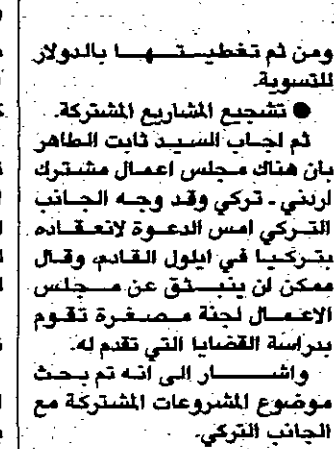 ومن ثم تغطيستها بالدولار
للتسوية.
● تشجيع المشاريع المشتركة.
ثم اجاب السيد ثابت الطاهر
بان هناك مجلس اعمال مشترك
اردني - تركي وقد وجه الجانب
التركي امس الدعوة لانعقاده
بتركيا في ايلول القادم، وقال
ممكن ان ينبثق عن مجلس
الاعمال لجنة مصغرة تقوم
بدراسة القضايا التي تقدم له.
واشار الى انه تم بحث
موضوع المشروعات المشتركة مع
الجانب التركي.